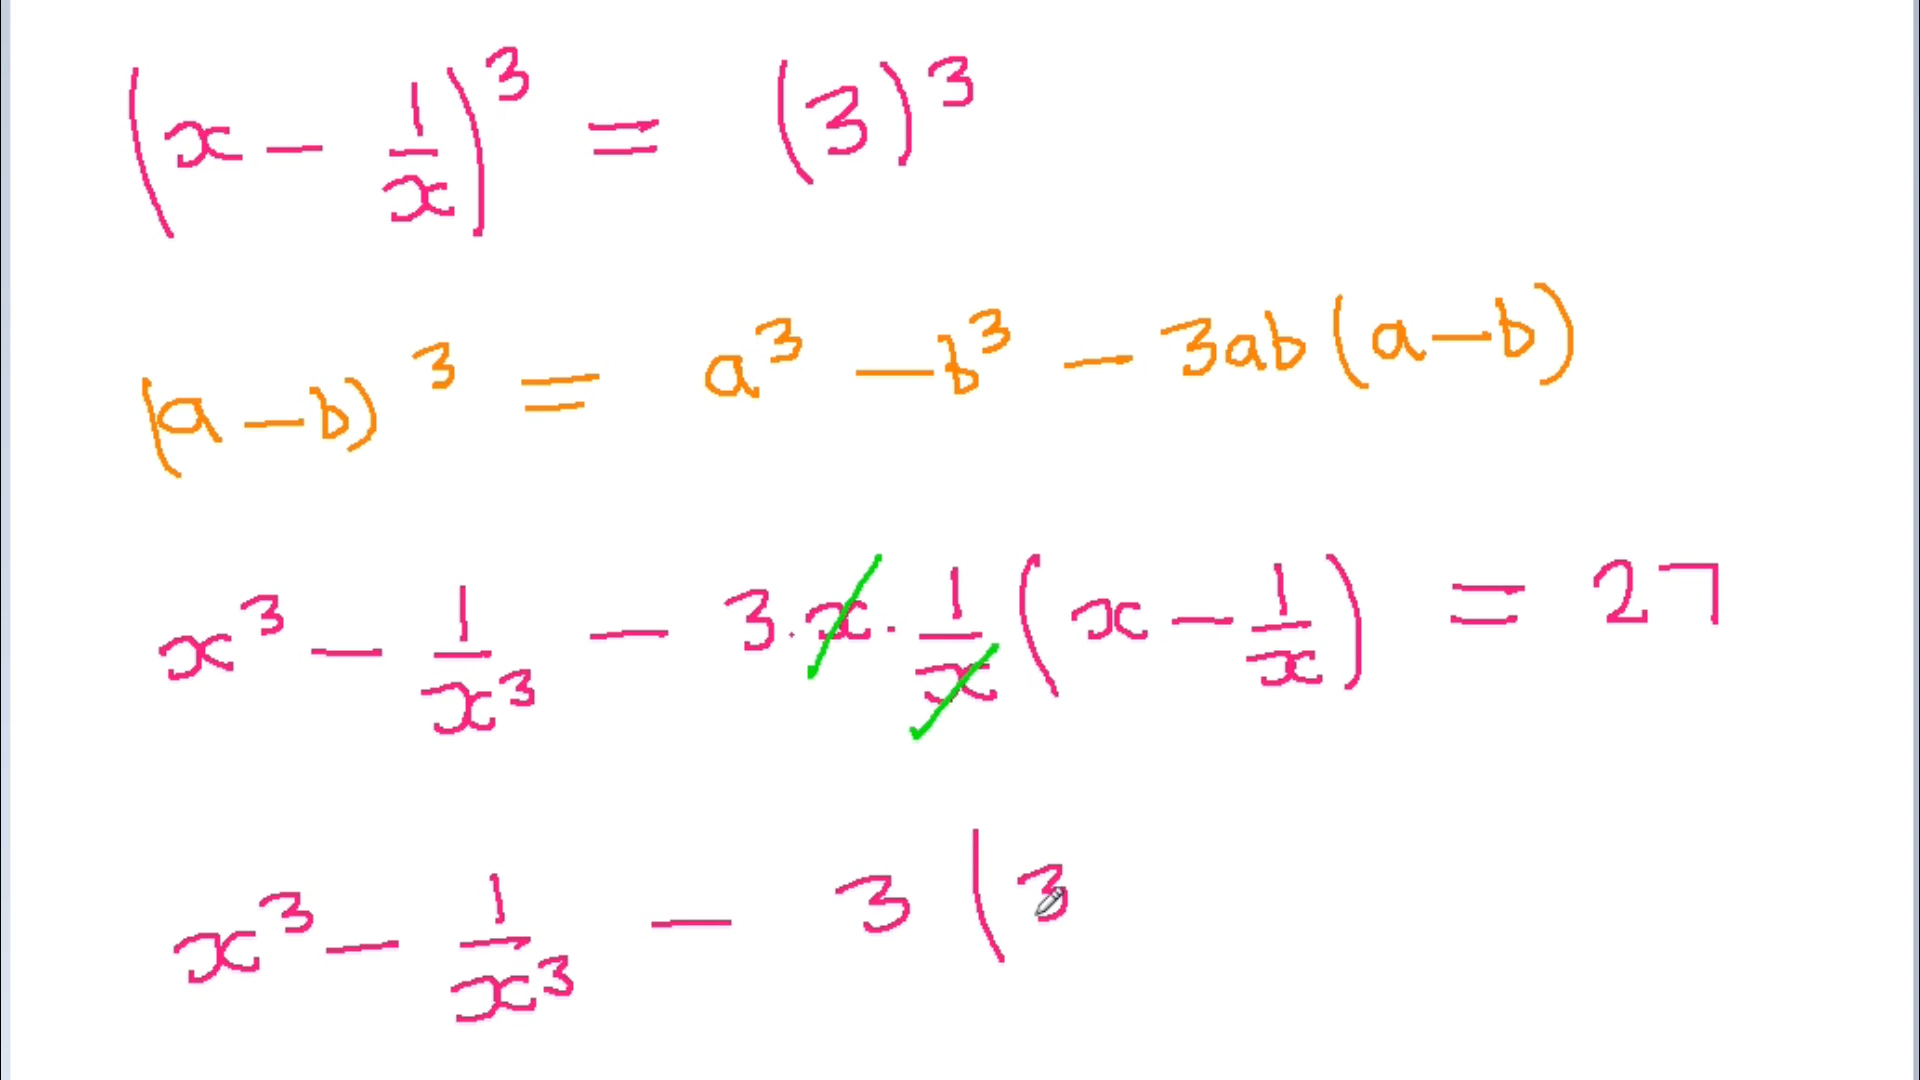 (x - 1/x)³ = (3)³
(a - b)³ = a³ - b³ - 3ab(a - b)
x³ - 1/x³ - 3·x·1/x(x - 1/x) = 27
x³ - 1/x³ - 3(3